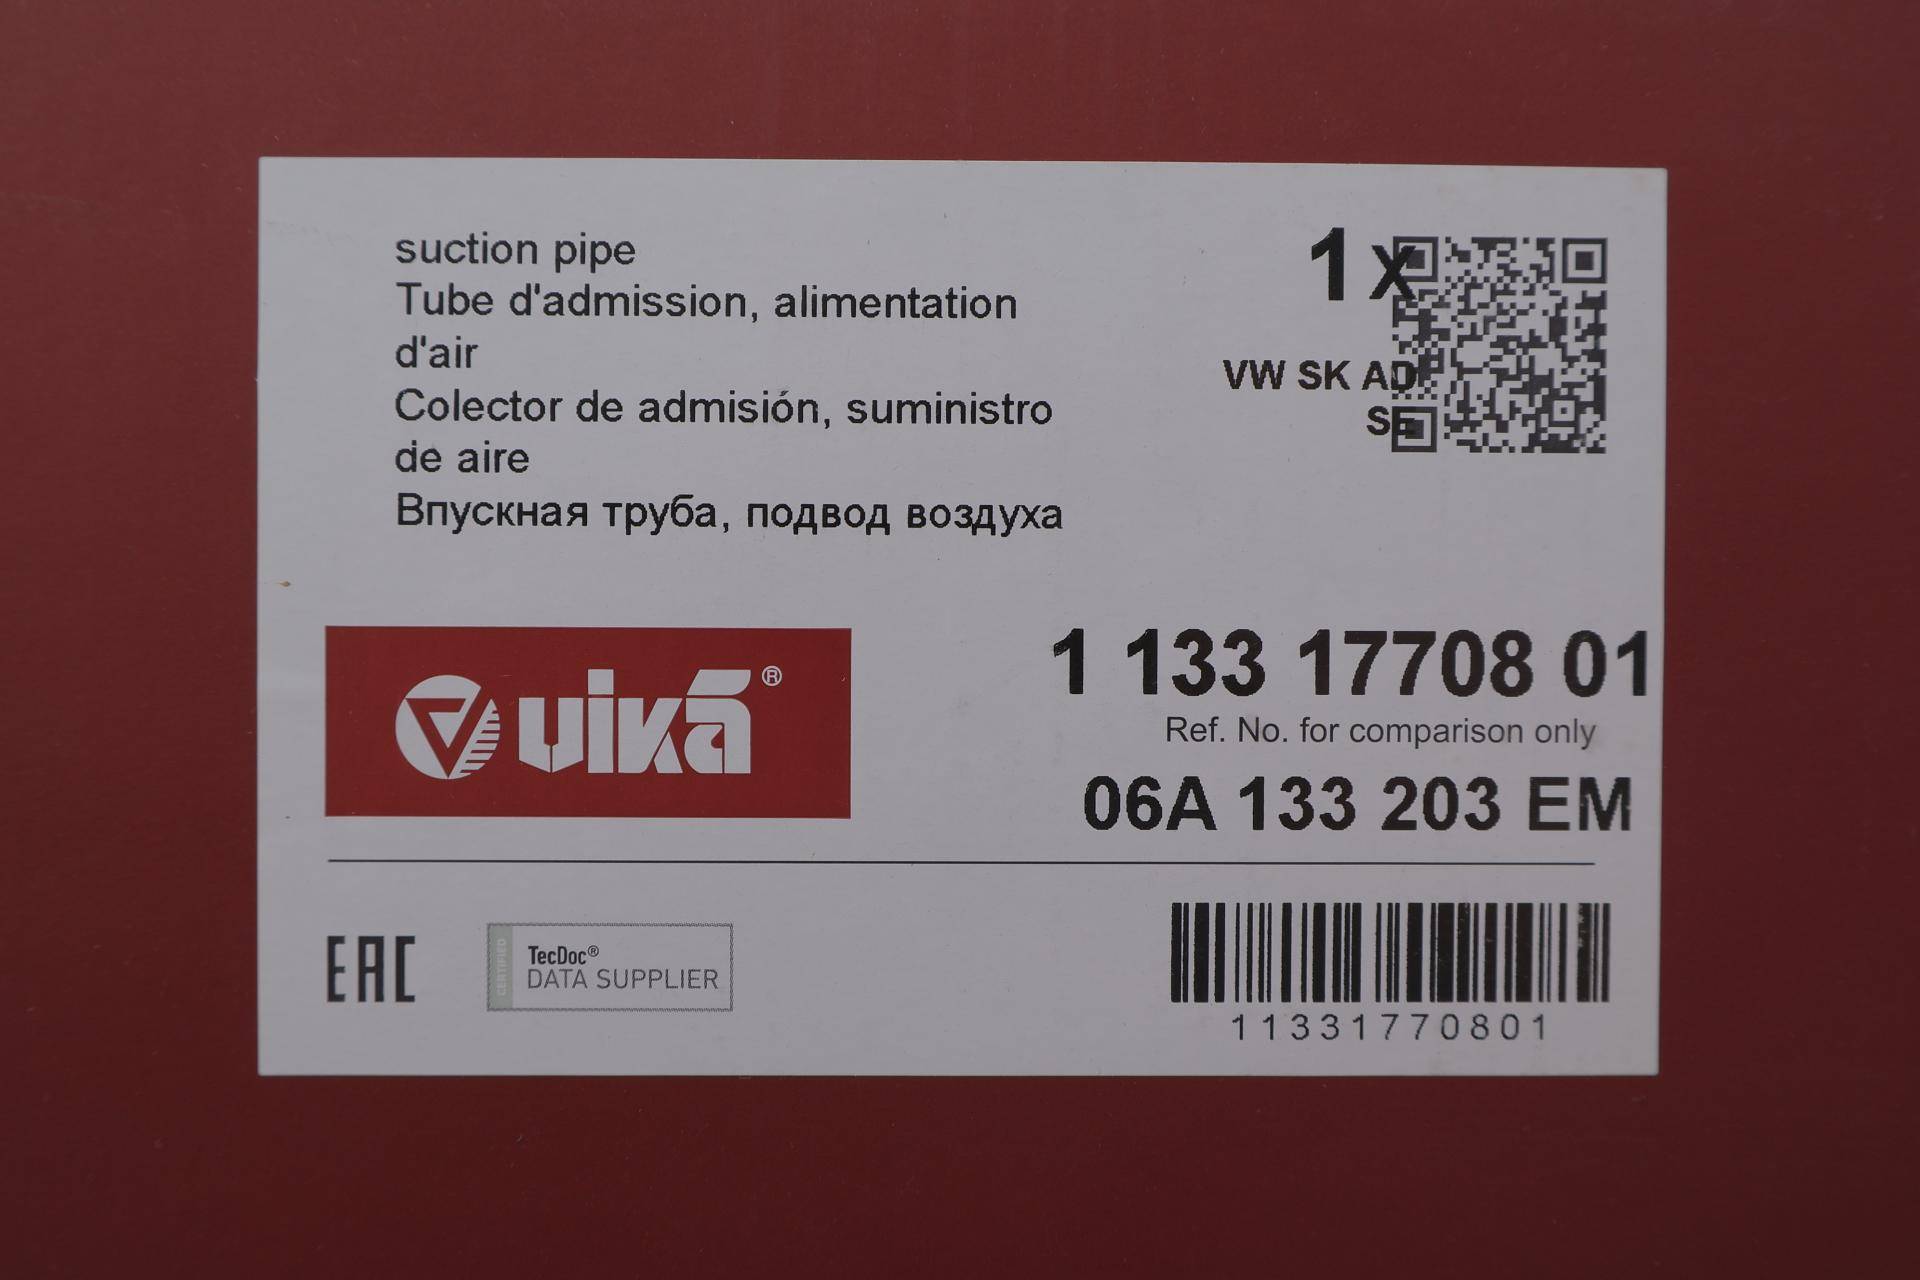 suction pipe
Tube d'admission, alimentation
d'air
Colector de admisión, suministro
de aire
Впускная труба, подвод воздуха
1 x
VW SK AD
SE
viká®
1 133 17708 01
Ref. No. for comparison only
06A 133 203 EM
EAC
CERTIFIED
TecDoc®
DATA SUPPLIER
11331770801